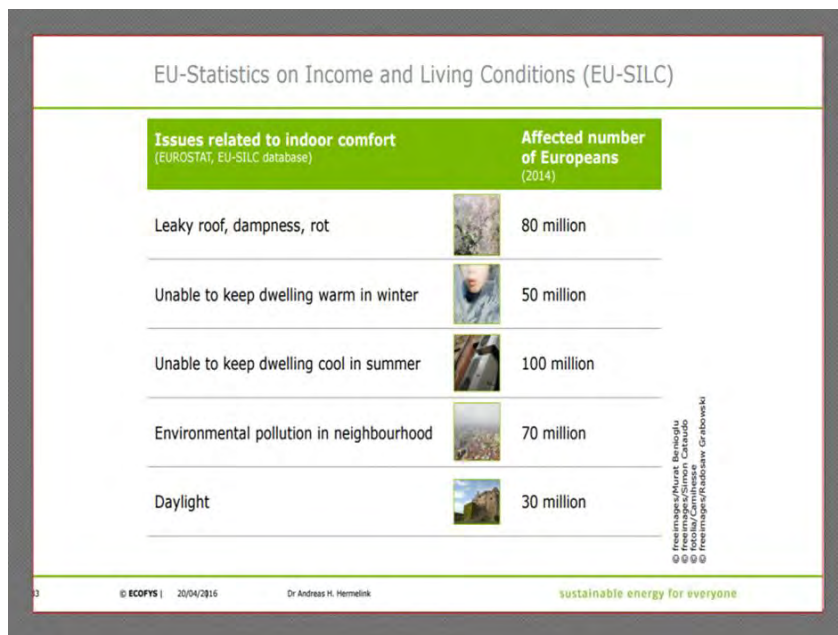 EU-Statistics on Income and Living Conditions (EU-SILC)
Issues related to indoor comfort
(EUROSTAT, EU-SILC database)
Affected number
of Europeans
(2014)
Leaky roof, dampness, rot
80 million
Unable to keep dwelling warm in winter
50 million
Unable to keep dwelling cool in summer
100 million
Environmental pollution in neighbourhood
70 million
Daylight
30 million
© freeimages/Murat Benioglu
© freeimages/Simon Cataudo
© fotolia/Camihesse
© freeimages/Radosaw Grabowski
© ECOFYS | 20/04/2016 Dr Andreas H. Hermelink
sustainable energy for everyone